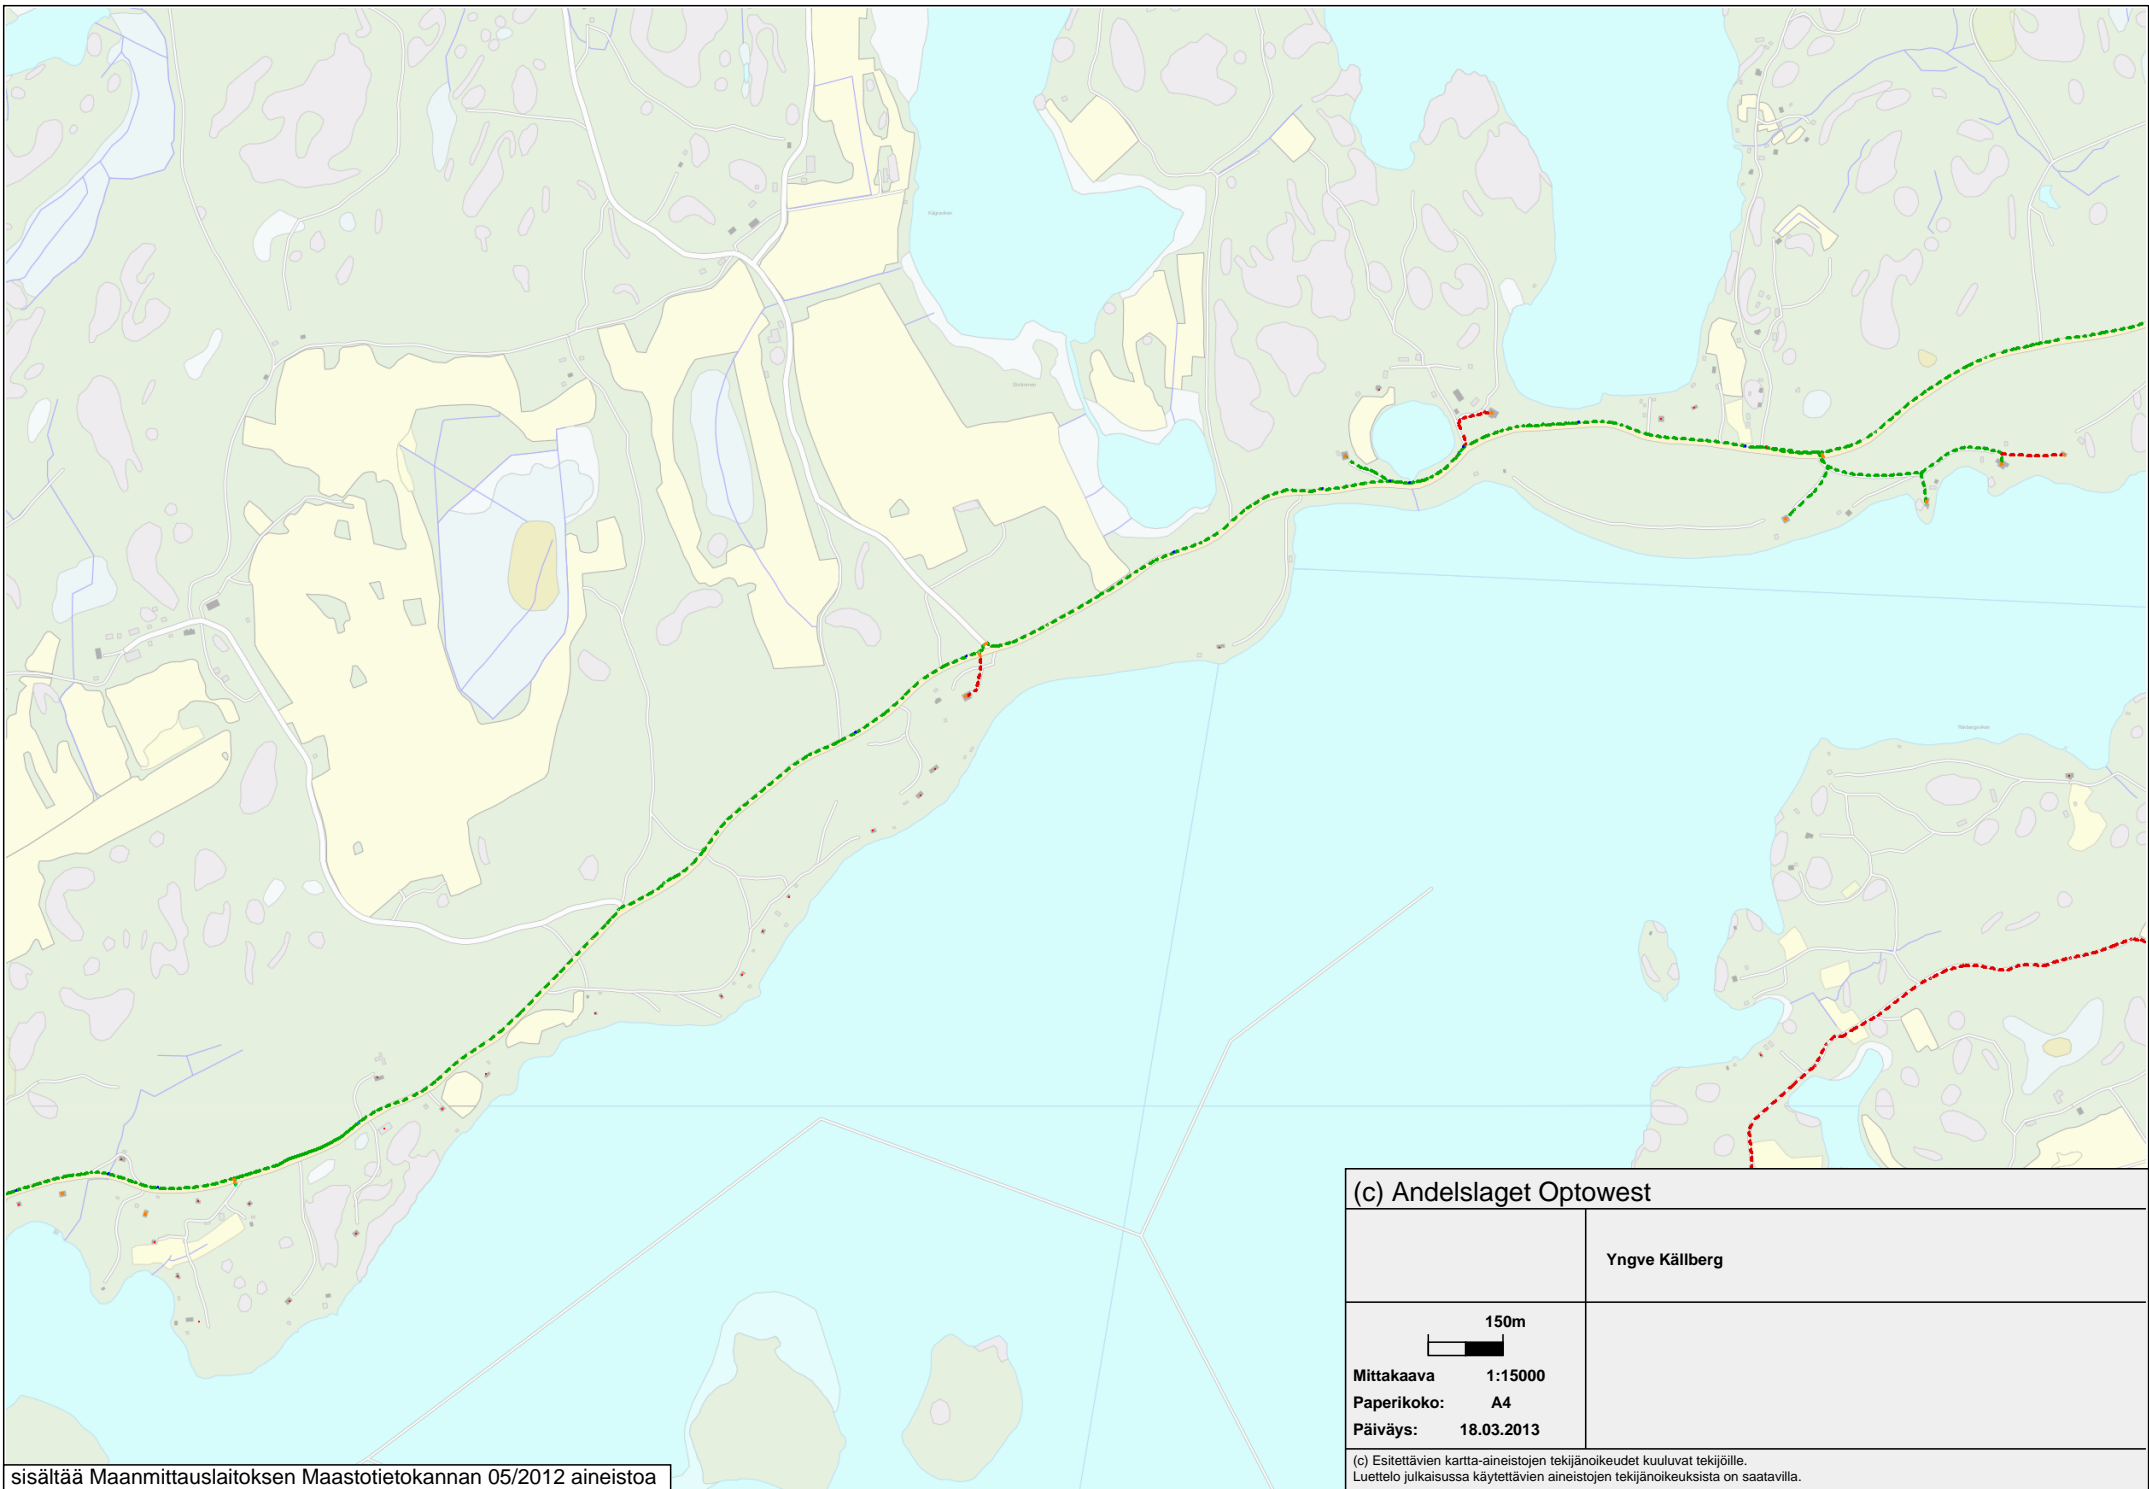 (c) Andelslaget Optowest
Yngve Källberg
150m
Mittakaava 1:15000
Paperikoko: A4
Päiväys: 18.03.2013
(c) Esitettävien kartta-aineistojen tekijänoikeudet kuuluvat tekijöille.
Luettelo julkaisussa käytettävien aineistojen tekijänoikeuksista on saatavilla.
sisältää Maanmittauslaitoksen Maastotietokannan 05/2012 aineistoa